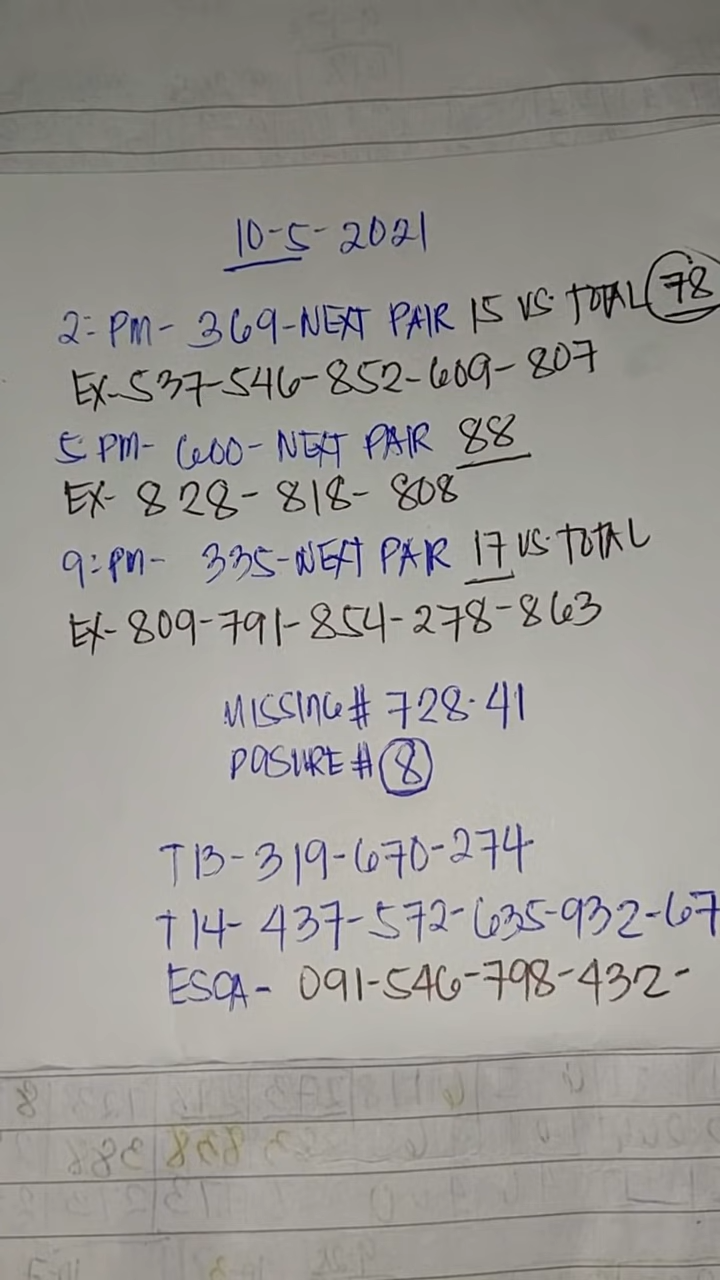 10-5-2021
2:PM- 369-NEXT PAIR 15 VS. TOTAL 78
EX-537-546-852-609-807
5 PM- 600- NEXT PAIR 88
EX- 828- 818- 808
9:PM- 335-NEXT PAIR 17 VS TOTAL
EX-809-791-854-278-863
MISSING# 728-41
POSURE # 8
T13-319-670-274
T14- 437-572-635-932-67
ESCA- 091-546-798-432-